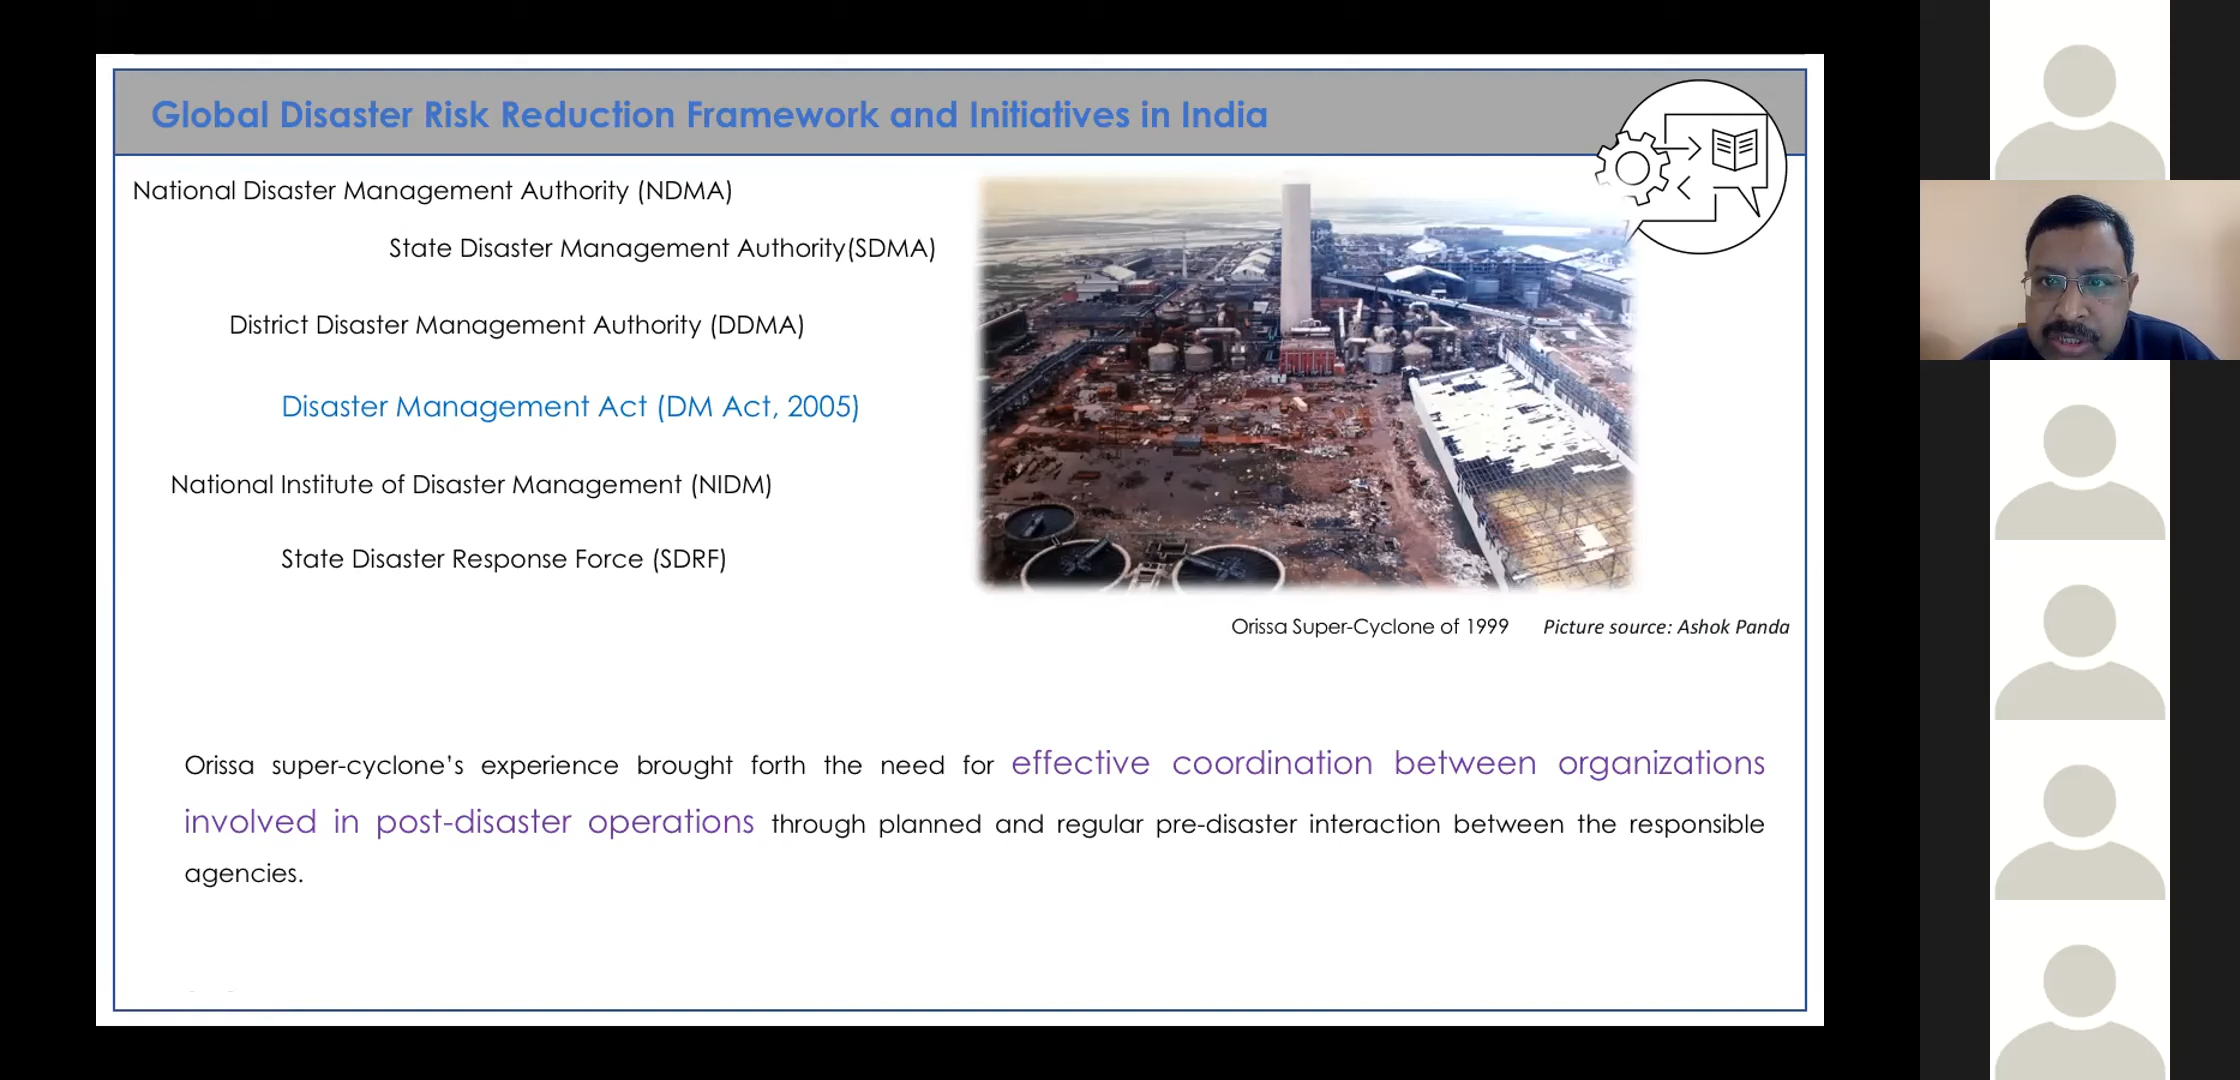 Global Disaster Risk Reduction Framework and Initiatives in India
National Disaster Management Authority (NDMA)
State Disaster Management Authority(SDMA)
District Disaster Management Authority (DDMA)
Disaster Management Act (DM Act, 2005)
National Institute of Disaster Management (NIDM)
State Disaster Response Force (SDRF)
Orissa Super-Cyclone of 1999 Picture source: Ashok Panda
Orissa super-cyclone’s experience brought forth the need for effective coordination between organizations
involved in post-disaster operations through planned and regular pre-disaster interaction between the responsible
agencies.